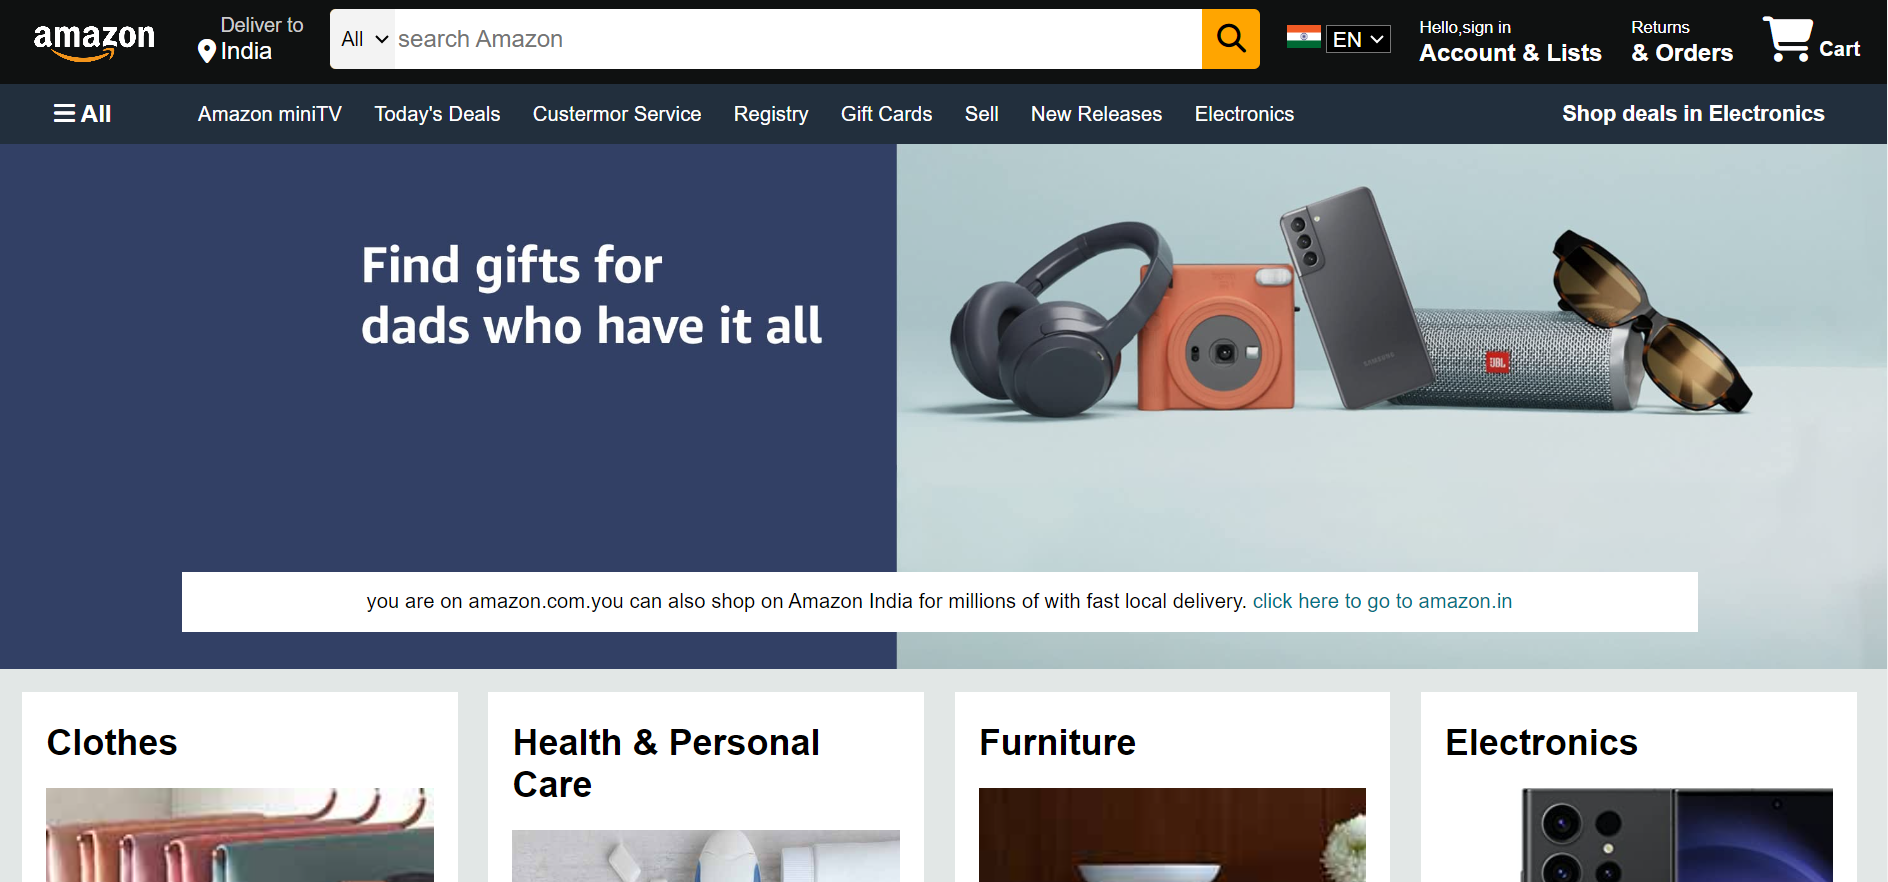 amazon
Deliver to
India
All
search Amazon
EN
Hello,sign in
Account & Lists
Returns
& Orders
Cart
All
Amazon miniTV
Today's Deals
Custermor Service
Registry
Gift Cards
Sell
New Releases
Electronics
Shop deals in Electronics
Find gifts for
dads who have it all
SAMSUNG
JBL
you are on amazon.com.you can also shop on Amazon India for millions of with fast local delivery. click here to go to amazon.in
Clothes
Health & Personal
Care
Furniture
Electronics